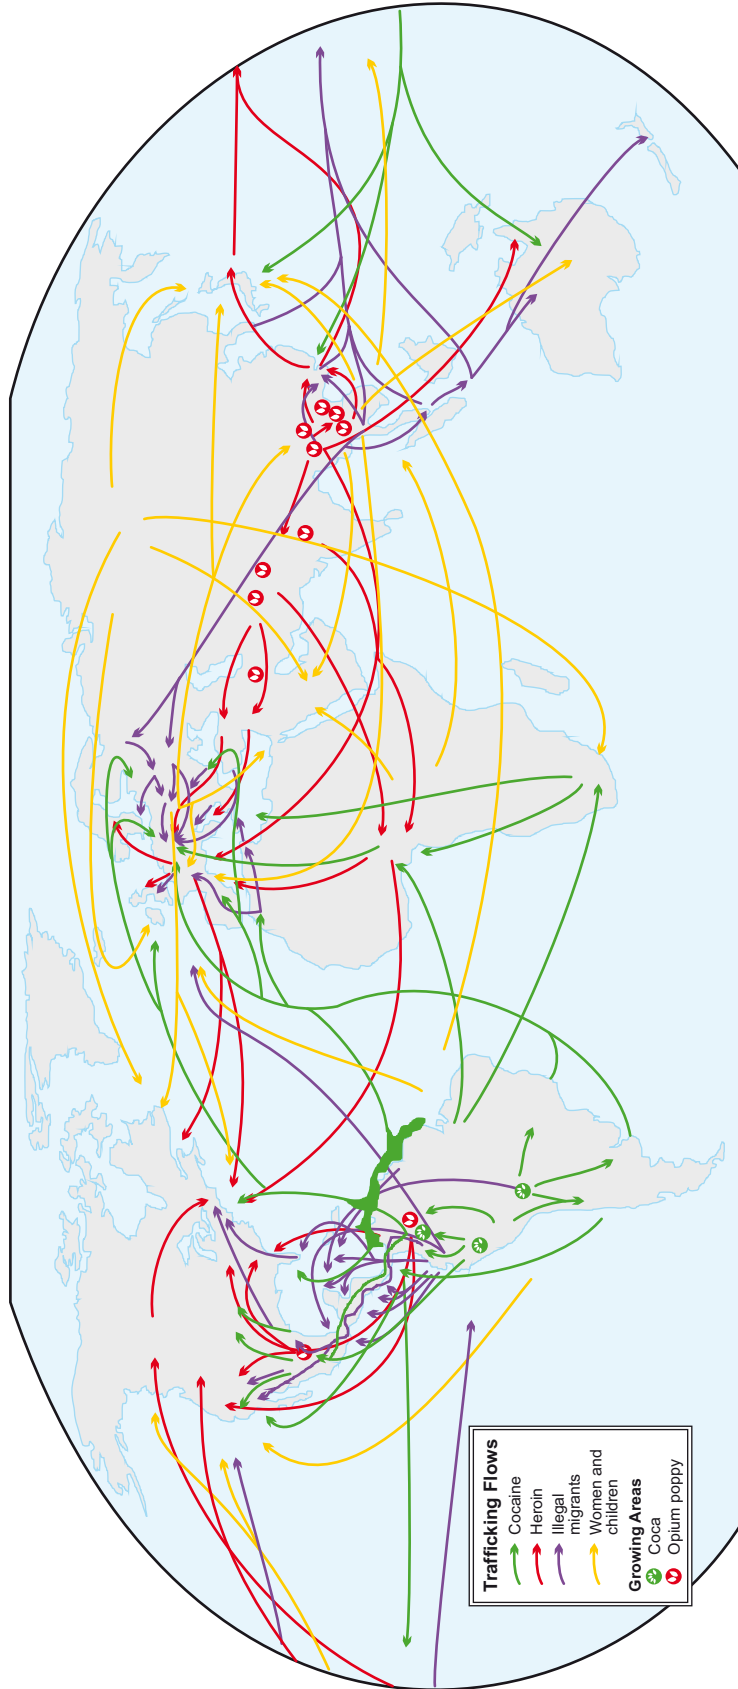 Trafficking Flows
Cocaine
Heroin
Illegal
migrants
Women and
children
Growing Areas
Coca
Opium poppy